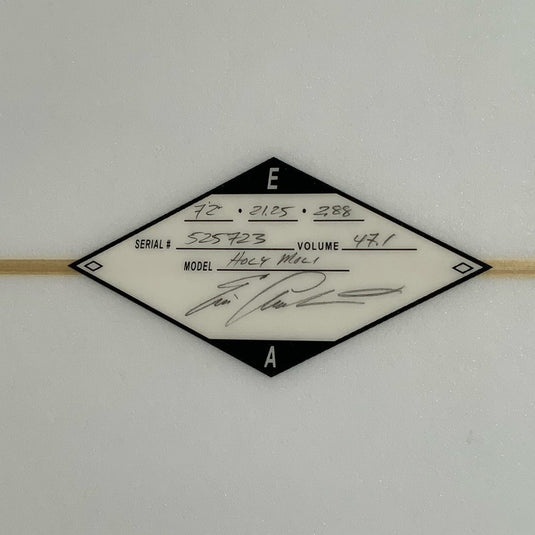 E
7'2" • 21.25 • 2.88
SERIAL # 525723 VOLUME 47.1
MODEL HOLY MOLI
A